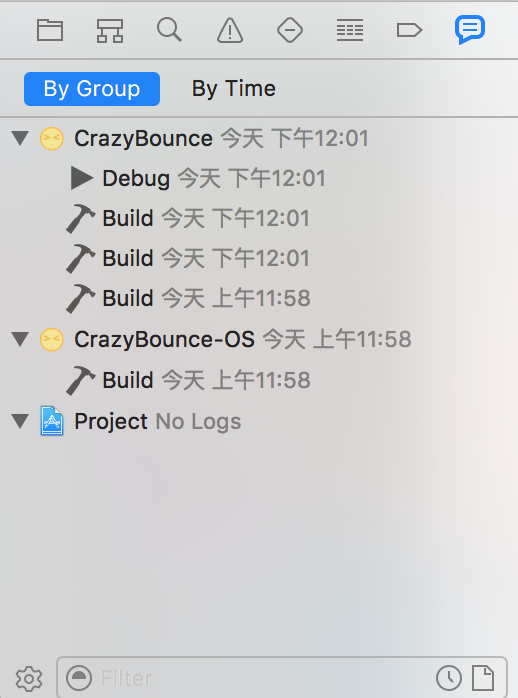 By Group By Time
CrazyBounce 今天 下午12:01
Debug 今天 下午12:01
Build 今天 下午12:01
Build 今天 下午12:01
Build 今天 上午11:58
CrazyBounce-OS 今天 上午11:58
Build 今天 上午11:58
Project No Logs
Filter